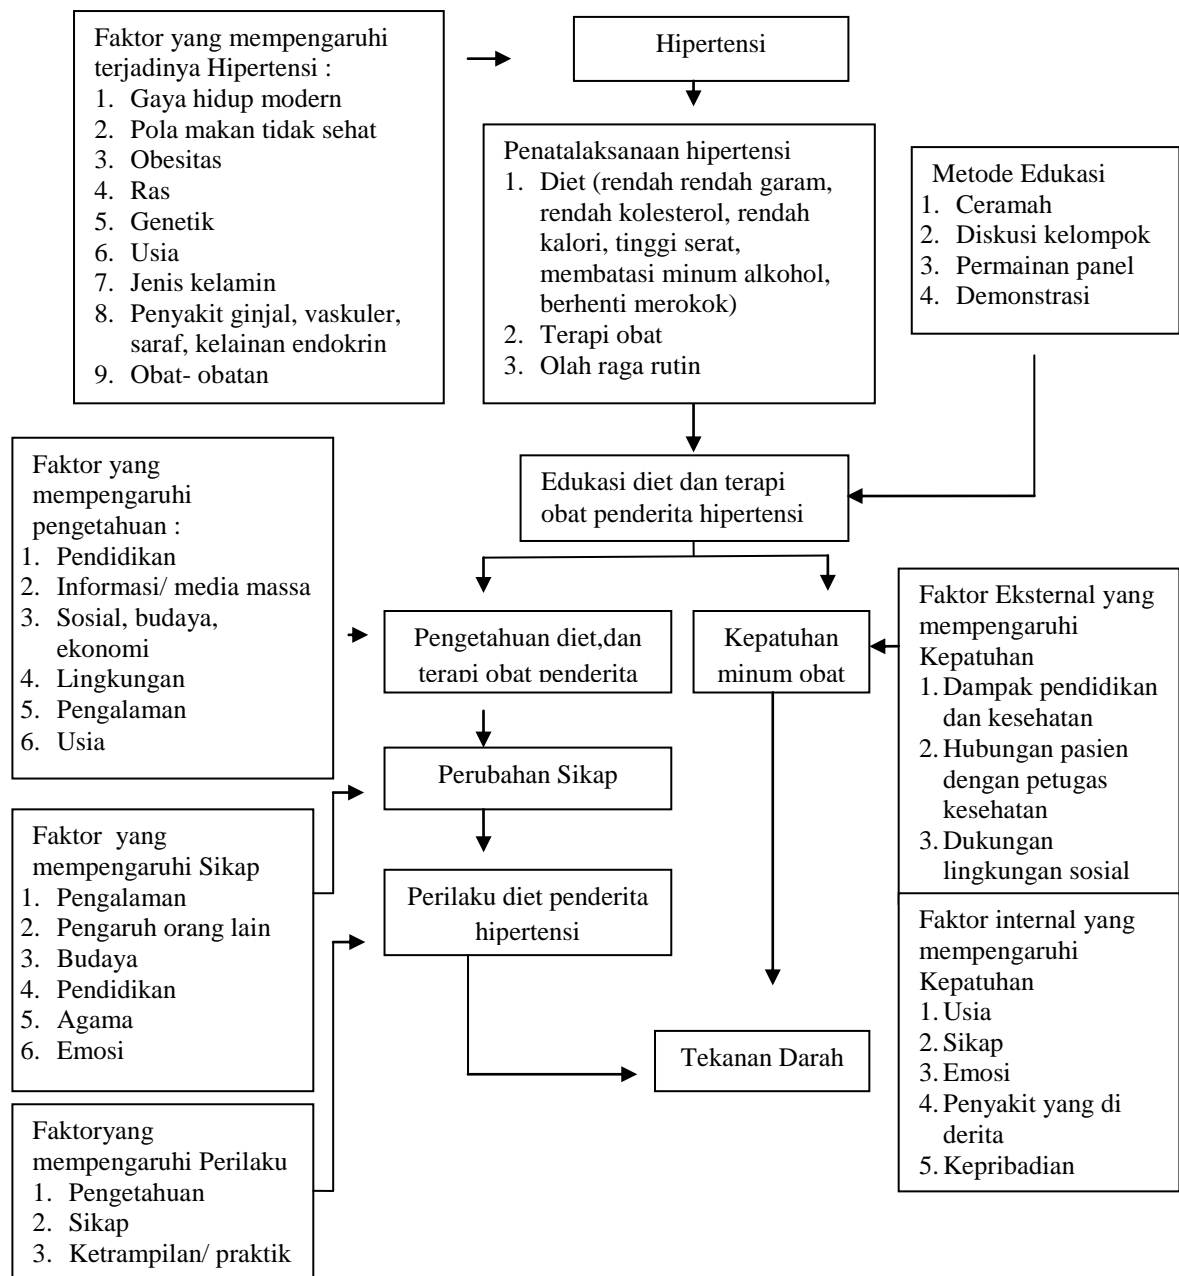 Faktor yang mempengaruhi
terjadinya Hipertensi :
1. Gaya hidup modern
2. Pola makan tidak sehat
3. Obesitas
4. Ras
5. Genetik
6. Usia
7. Jenis kelamin
8. Penyakit ginjal, vaskuler,
saraf, kelainan endokrin
9. Obat- obatan
Hipertensi
Penatalaksanaan hipertensi
1. Diet (rendah rendah garam,
rendah kolesterol, rendah
kalori, tinggi serat,
membatasi minum alkohol,
berhenti merokok)
2. Terapi obat
3. Olah raga rutin
Metode Edukasi
1. Ceramah
2. Diskusi kelompok
3. Permainan panel
4. Demonstrasi
Faktor yang
mempengaruhi
pengetahuan :
1. Pendidikan
2. Informasi/ media massa
3. Sosial, budaya,
ekonomi
4. Lingkungan
5. Pengalaman
6. Usia
Edukasi diet dan terapi
obat penderita hipertensi
Pengetahuan diet,dan
terapi obat penderita
Kepatuhan
minum obat
Faktor Eksternal yang
mempengaruhi
Kepatuhan
1. Dampak pendidikan
dan kesehatan
2. Hubungan pasien
dengan petugas
kesehatan
3. Dukungan
lingkungan sosial
Perubahan Sikap
Faktor yang
mempengaruhi Sikap
1. Pengalaman
2. Pengaruh orang lain
3. Budaya
4. Pendidikan
5. Agama
6. Emosi
Perilaku diet penderita
hipertensi
Faktor internal yang
mempengaruhi
Kepatuhan
1. Usia
2. Sikap
3. Emosi
4. Penyakit yang di
derita
5. Kepribadian
Tekanan Darah
Faktoryang
mempengaruhi Perilaku
1. Pengetahuan
2. Sikap
3. Ketrampilan/ praktik